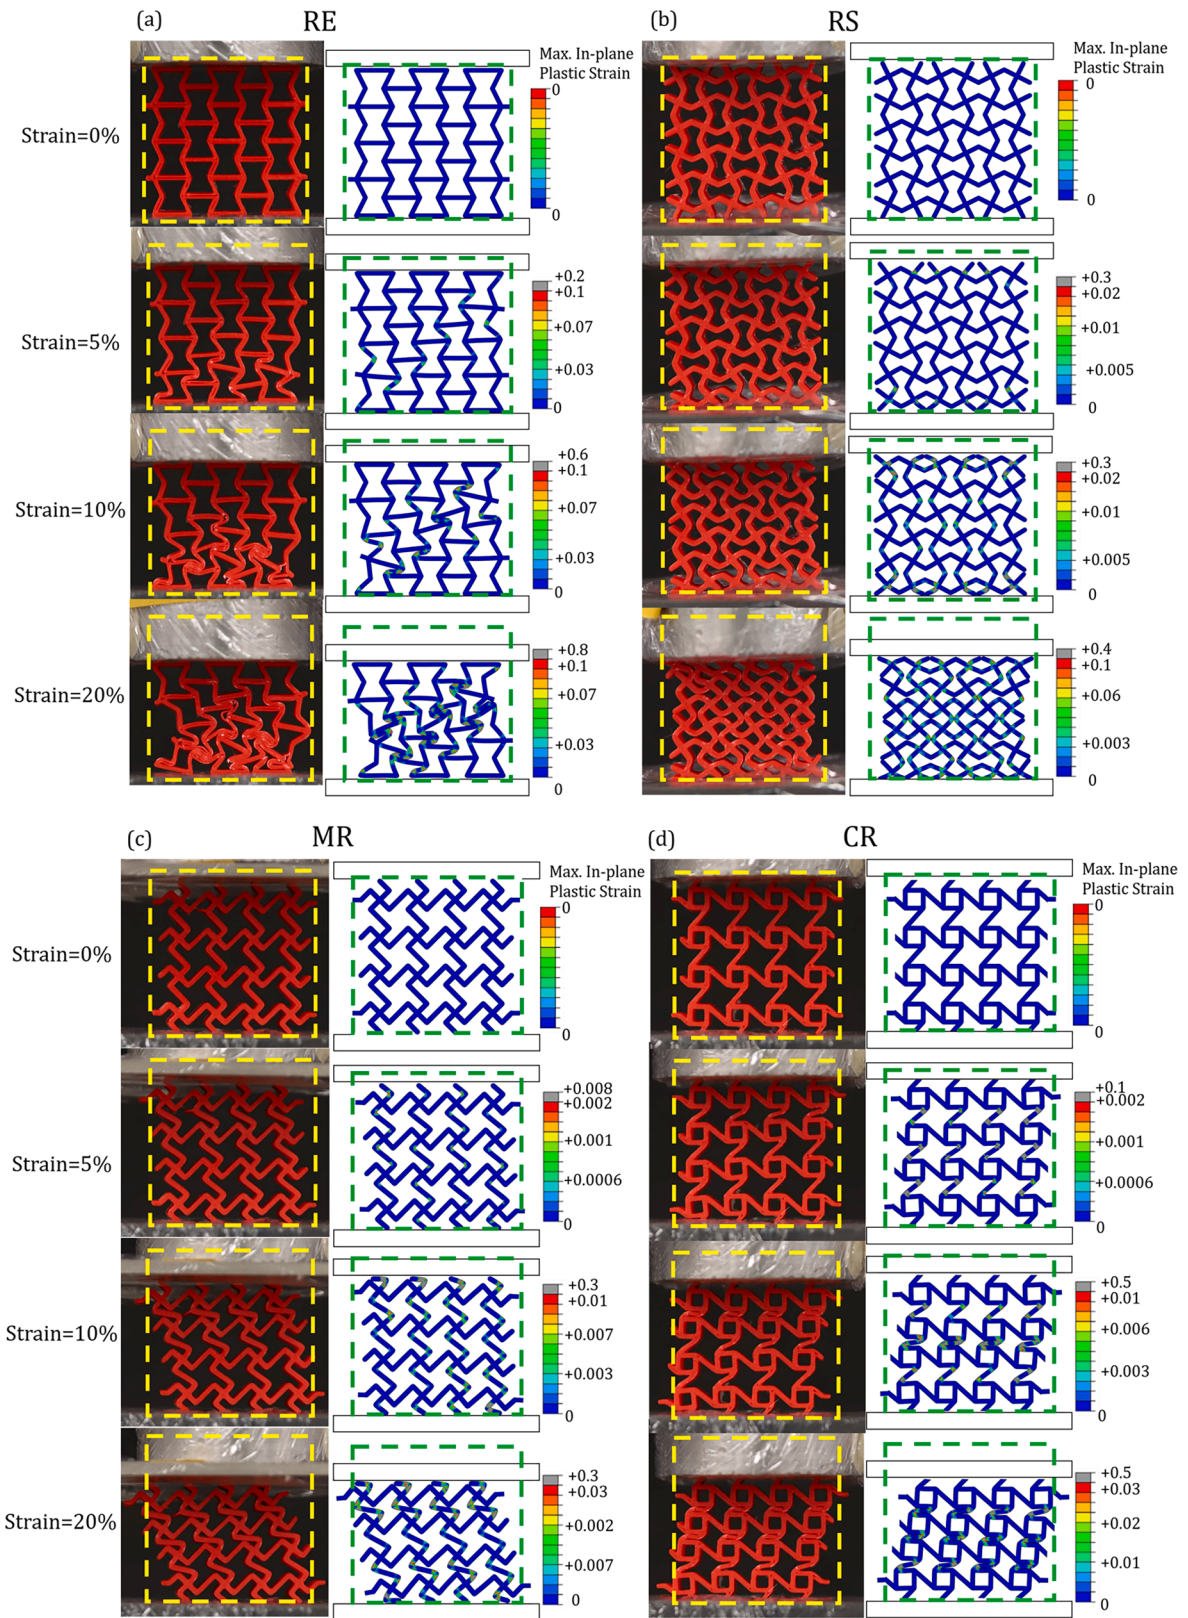 (a)
RE
Max. In-plane
Plastic Strain
0
0
Strain=0%
+0.2
+0.1
+0.07
+0.03
0
Strain=5%
+0.6
+0.1
+0.07
+0.03
0
Strain=10%
+0.8
+0.1
+0.07
+0.03
0
Strain=20%
(b)
RS
Max. In-plane
Plastic Strain
0
0
+0.3
+0.02
+0.01
+0.005
0
+0.3
+0.02
+0.01
+0.005
0
+0.4
+0.1
+0.06
+0.003
0
(c)
MR
Max. In-plane
Plastic Strain
0
0
Strain=0%
+0.008
+0.002
+0.001
+0.0006
0
Strain=5%
+0.3
+0.01
+0.007
+0.003
0
Strain=10%
+0.3
+0.03
+0.002
+0.007
0
Strain=20%
(d)
CR
Max. In-plane
Plastic Strain
0
0
+0.1
+0.002
+0.001
+0.0006
0
+0.5
+0.01
+0.006
+0.003
0
+0.5
+0.03
+0.02
+0.01
0